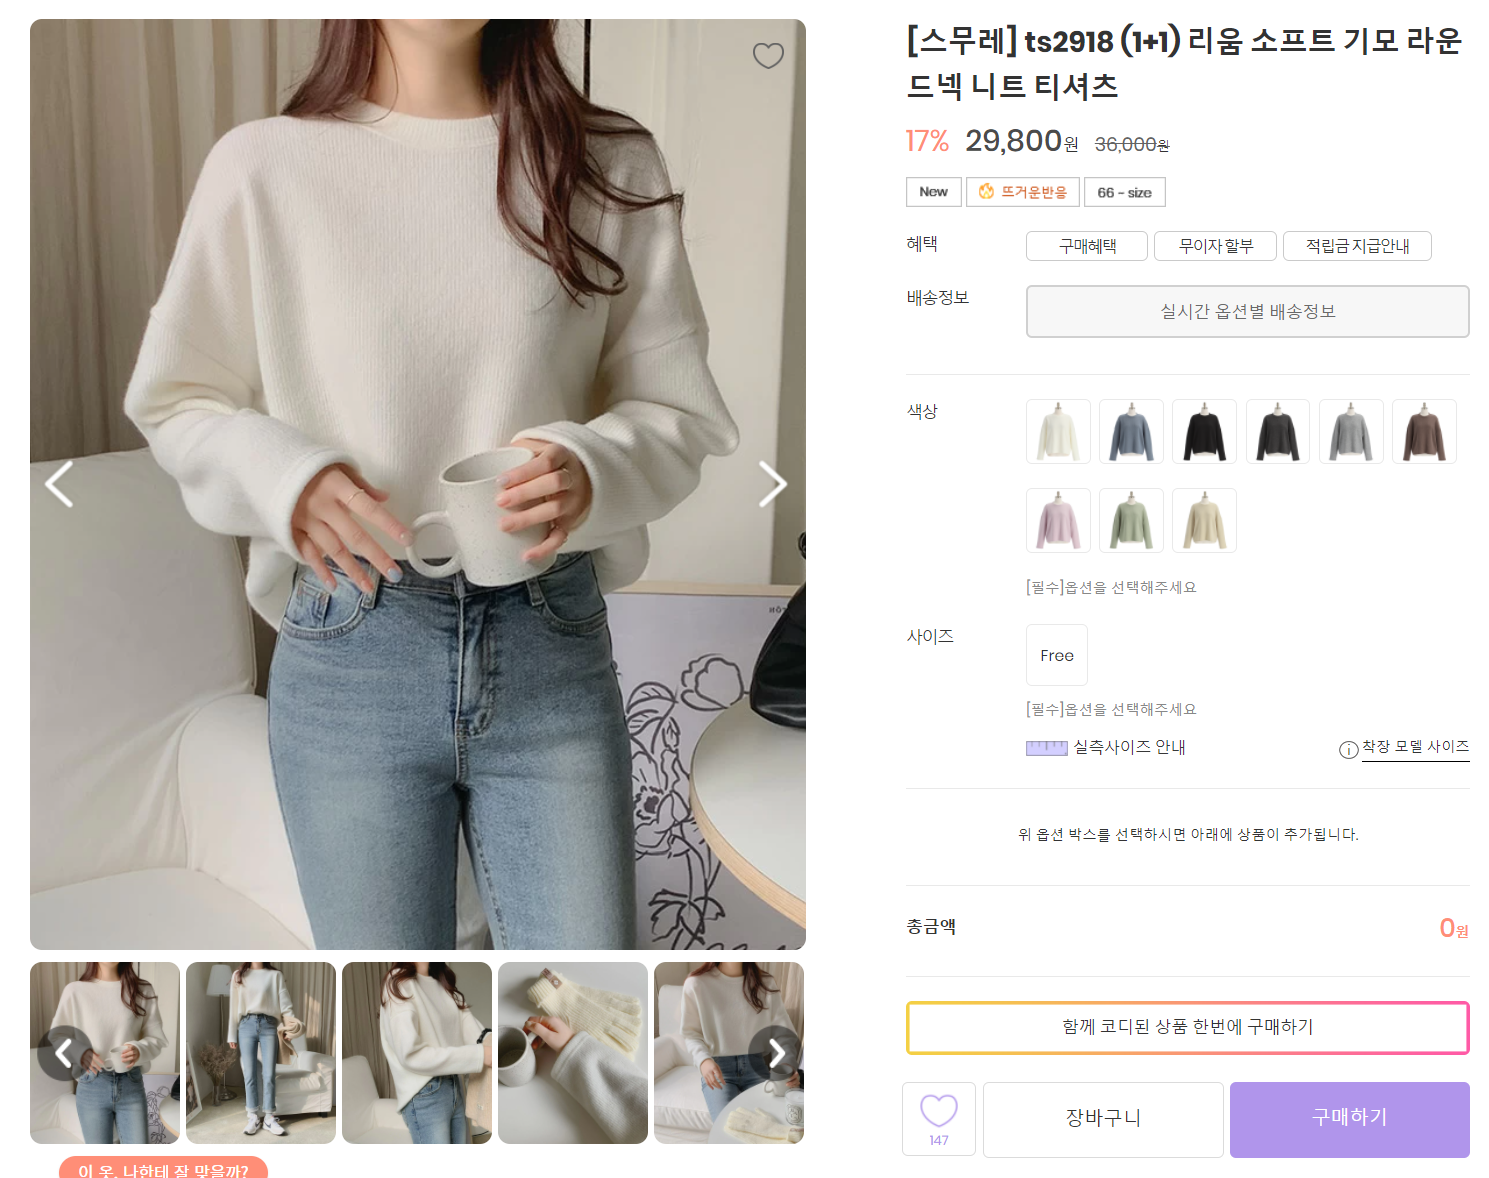 [스무레] ts2918 (1+1) 리움 소프트 기모 라운
드넥 니트 티셔츠
17% 29,800원 36,000원
New 뜨거운반응 66 - size
혜택 구매혜택 무이자할부 적립금 지급안내
배송정보 실시간 옵션별 배송정보
색상
[필수]옵션을 선택해주세요
사이즈 Free
[필수]옵션을 선택해주세요
실측사이즈 안내 착장 모델 사이즈
위 옵션 박스를 선택하시면 아래에 상품이 추가됩니다.
총금액 0원
함께 코디된 상품 한번에 구매하기
147 장바구니 구매하기
이 옷, 나한테 잘 맞을까?